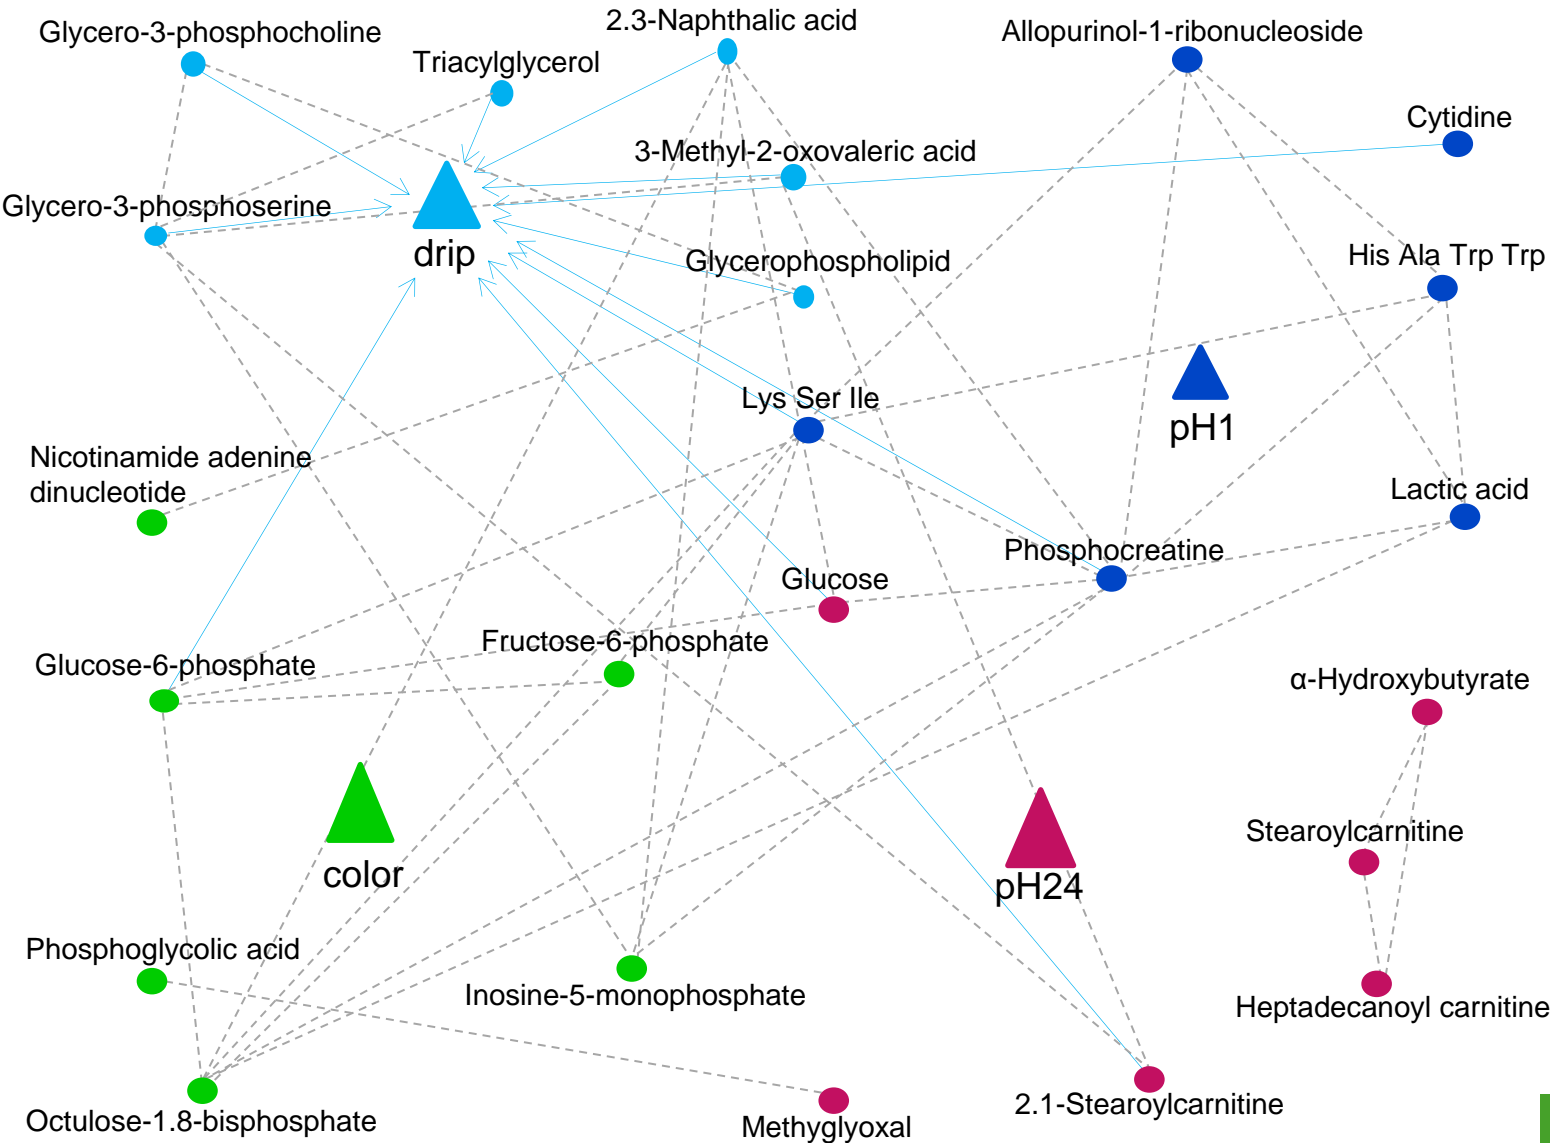 2.3-Naphthalic acid
Glycero-3-phosphocholine
Allopurinol-1-ribonucleoside
Triacylglycerol
Cytidine
3-Methyl-2-oxovaleric acid
Glycero-3-phosphoserine
drip
His Ala Trp Trp
Glycerophospholipid
Lys Ser Ile
pH1
Nicotinamide adenine
dinucleotide
Lactic acid
Phosphocreatine
Glucose
Fructose-6-phosphate
Glucose-6-phosphate
α-Hydroxybutyrate
Stearoylcarnitine
color
pH24
Phosphoglycolic acid
Inosine-5-monophosphate
Heptadecanoyl carnitine
2.1-Stearoylcarnitine
Octulose-1.8-bisphosphate
Methyglyoxal